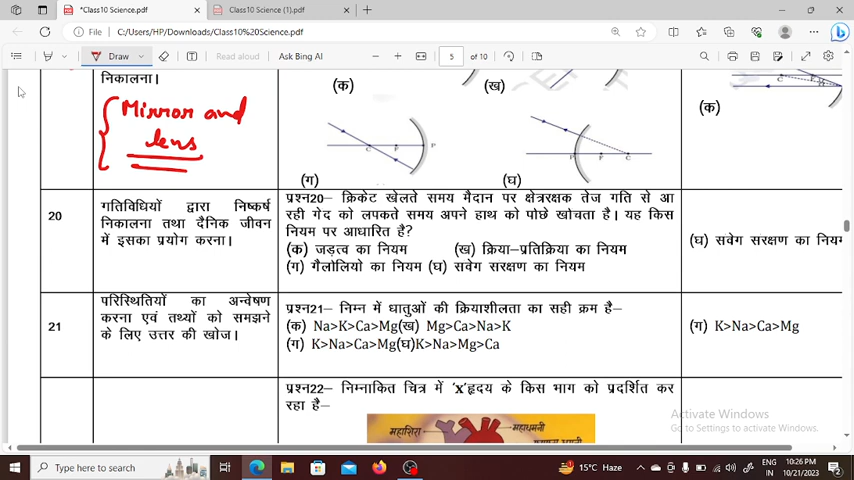 *Class10 Science.pdf
Class10 Science (1).pdf
C:/Users/HP/Downloads/Class10%20Science.pdf
Draw
Read aloud
Ask Bing AI
5 of 10
निकालना।
Mirror and
lens
(क)
(ख)
(क)
C
F
P
(ग)
P
F
C
(घ)
20
गतिविधियों द्वारा निष्कर्ष
निकालना तथा दैनिक जीवन
में इसका प्रयोग करना।
प्रश्न20– क्रिकेट खेलते समय मैदान पर क्षेत्ररक्षक तेज गति से आ
रही गेद को लपकते समय अपने हाथ को पोछे खोचता है। यह किस
नियम पर आधारित है?
(क) जड़त्व का नियम (ख) क्रिया–प्रतिक्रिया का नियम
(ग) गैलोलियो का नियम (घ) सवेग सरक्षण का नियम
(घ) सवेग सरक्षण का नियम
21
परिस्थितियों का अन्वेषण
करना एवं तथ्यों को समझने
के लिए उत्तर की खोज।
प्रश्न21– निम्न में धातुओं की क्रियाशीलता का सही क्रम है–
(क) Na>K>Ca>Mg(ख) Mg>Ca>Na>K
(ग) K>Na>Ca>Mg(घ)K>Na>Mg>Ca
(ग) K>Na>Ca>Mg
प्रश्न22– निम्नाकित चित्र में 'x'हृदय के किस भाग को प्रदर्शित कर
रहा है–
महाशिरा
महाधमनी
Activate Windows
Go to Settings to activate Windows.
Type here to search
15°C Haze
ENG
IN
10:26 PM
10/21/2023
2